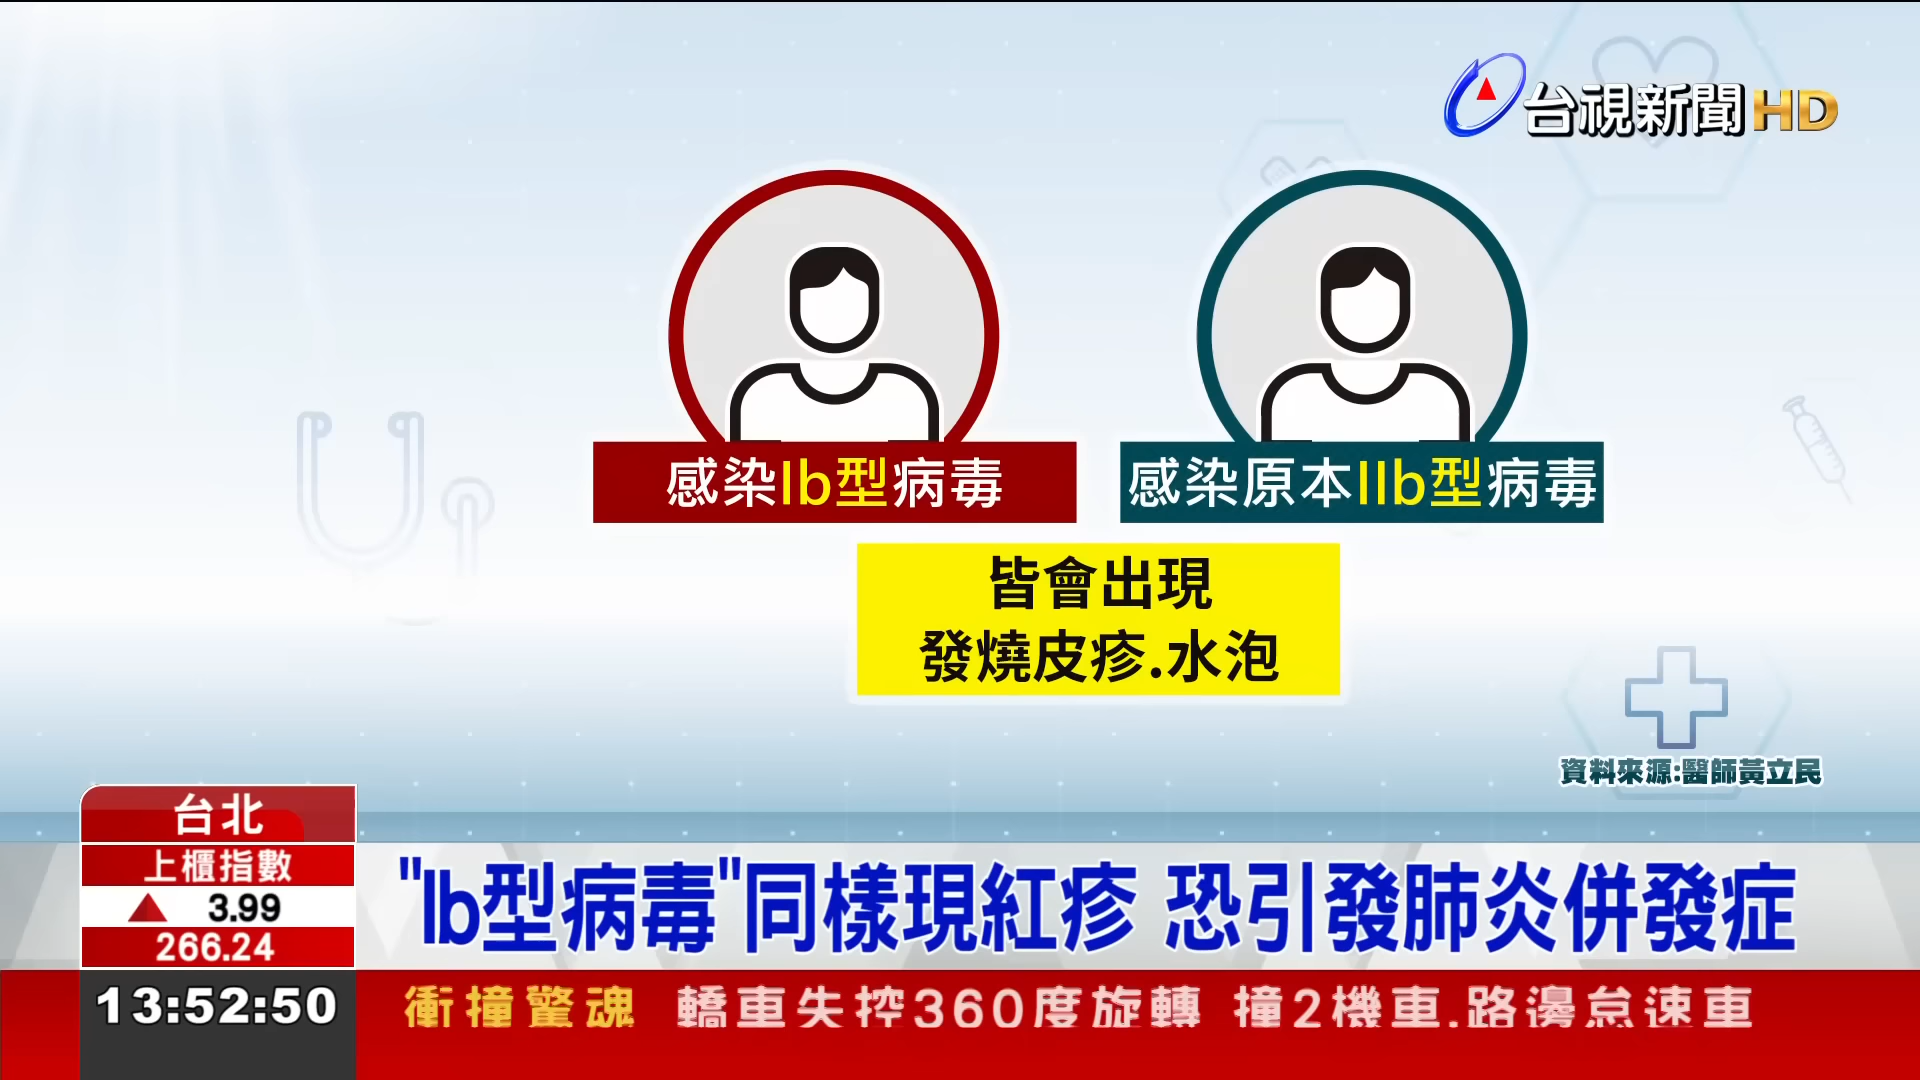 台視新聞HD
感染Ib型病毒
感染原本IIb型病毒
皆會出現
發燒皮疹.水泡
資料來源:醫師黃立民
台北
上櫃指數
3.99
266.24
"Ib型病毒"同樣現紅疹 恐引發肺炎併發症
13:52:50
衝撞驚魂 轎車失控360度旋轉 撞2機車.路邊怠速車